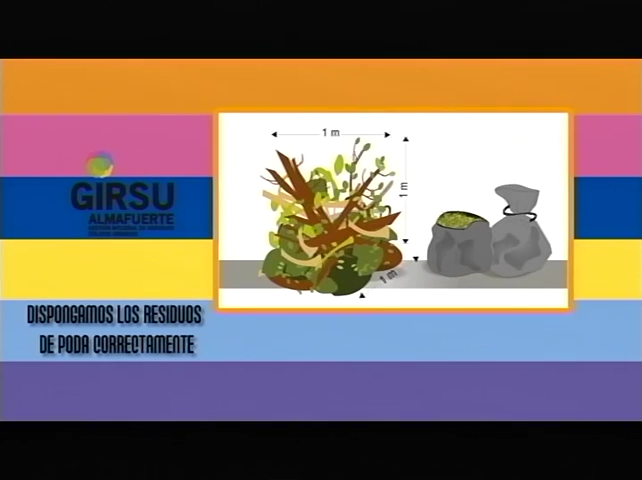 GIRSU
ALMAFUERTE
DISPONGAMOS LOS RESIDUOS
DE PODA CORRECTAMENTE
1 m
1 m
1 m